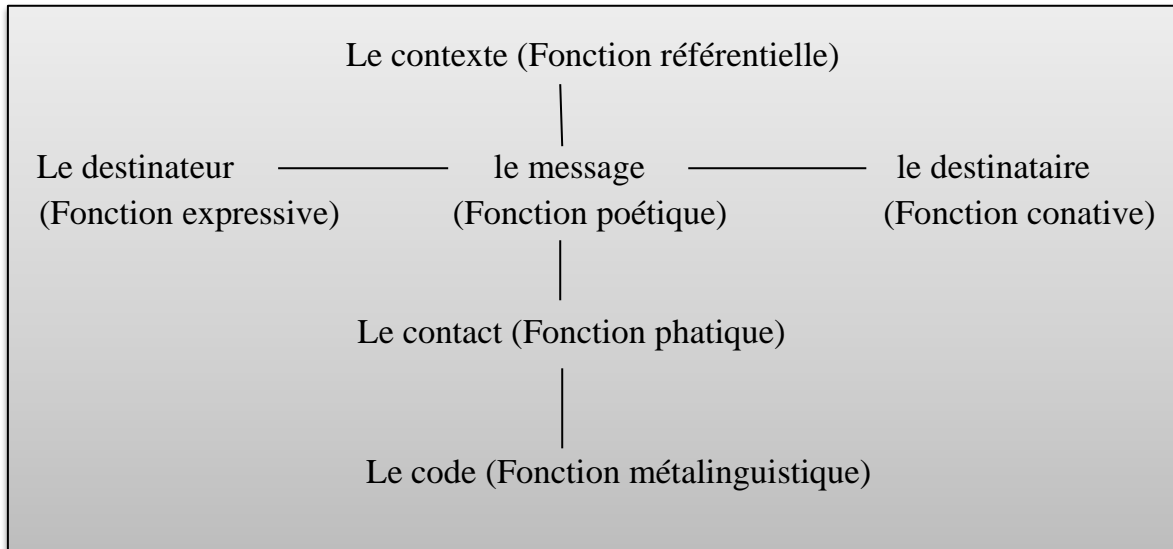 Le contexte (Fonction référentielle)
Le destinateur le message le destinataire
(Fonction expressive) (Fonction poétique) (Fonction conative)
Le contact (Fonction phatique)
Le code (Fonction métalinguistique)